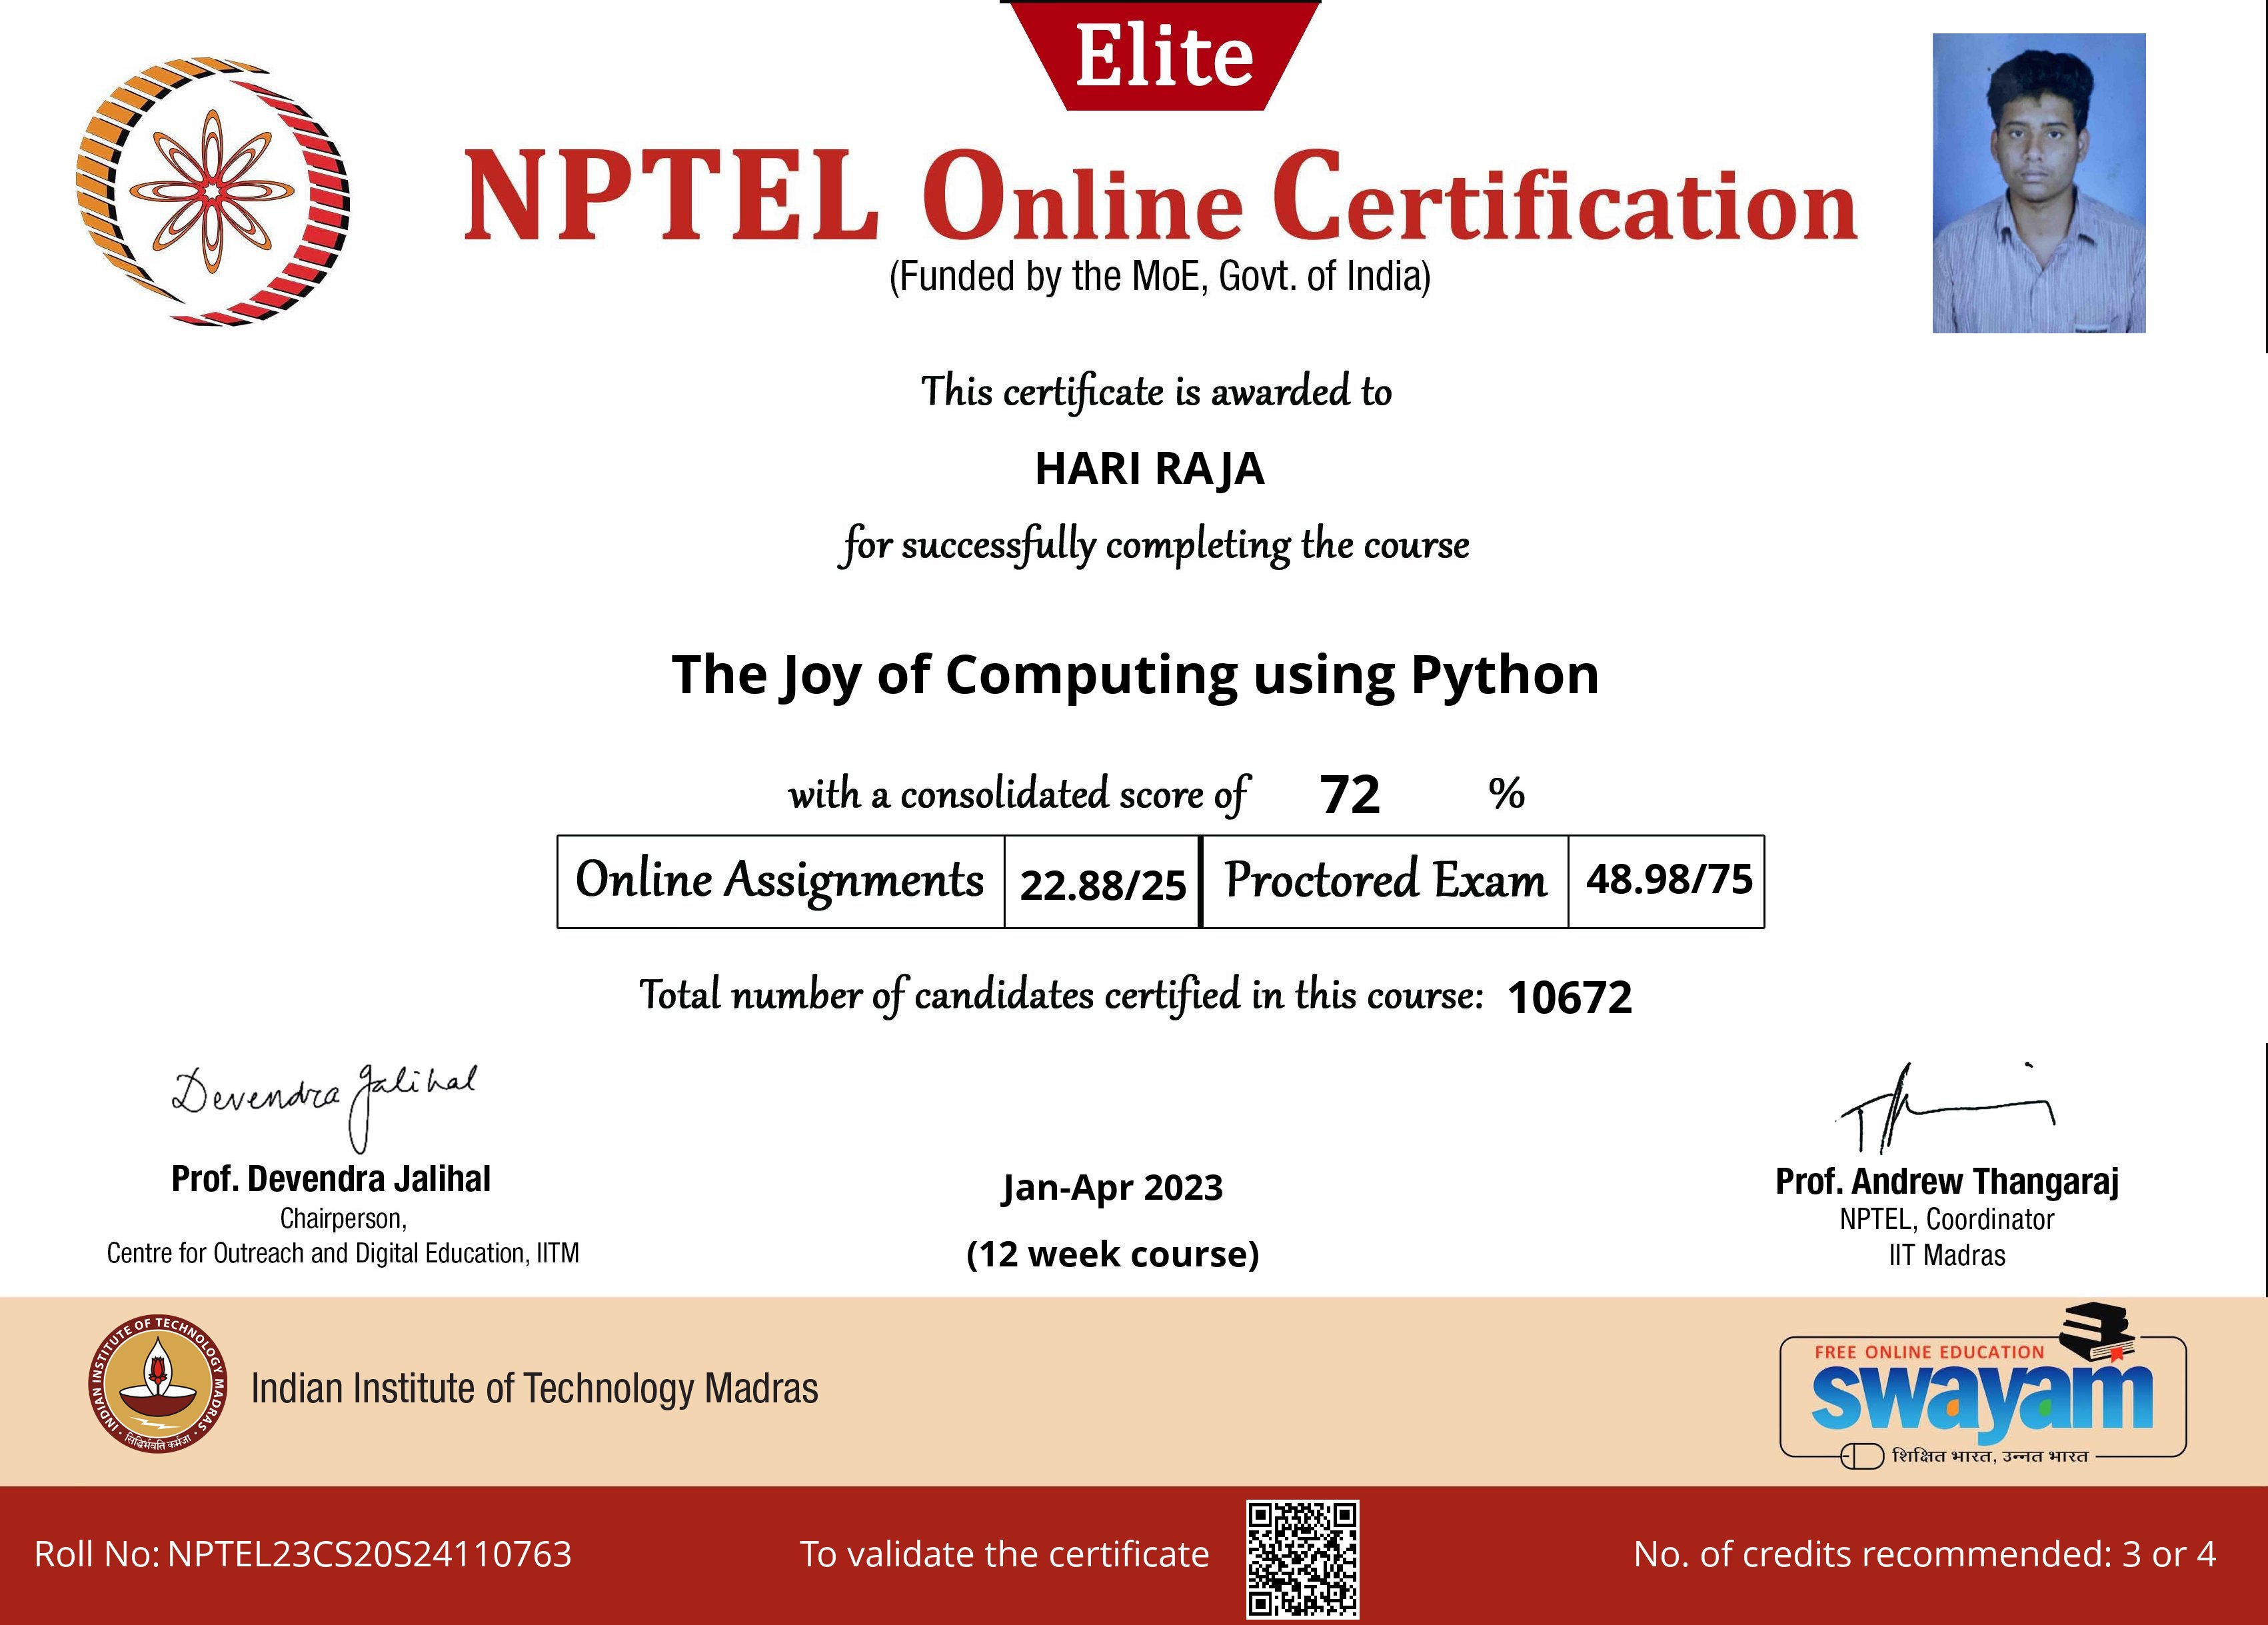 Elite
NPTEL Online Certification
(Funded by the MoE, Govt. of India)
This certificate is awarded to
HARI RAJA
for successfully completing the course
The Joy of Computing using Python
with a consolidated score of 72 %
Online Assignments 22.88/25 Proctored Exam 48.98/75
Total number of candidates certified in this course: 10672
Devendra Jalihal
Prof. Devendra Jalihal
Chairperson,
Centre for Outreach and Digital Education, IITM
Jan-Apr 2023
(12 week course)
Prof. Andrew Thangaraj
NPTEL, Coordinator
IIT Madras
INDIAN INSTITUTE OF TECHNOLOGY MADRAS
सिद्धिर्भवति कर्मजा
Indian Institute of Technology Madras
FREE ONLINE EDUCATION
swayam
शिक्षित भारत, उन्नत भारत
Roll No: NPTEL23CS20S24110763
To validate the certificate
No. of credits recommended: 3 or 4